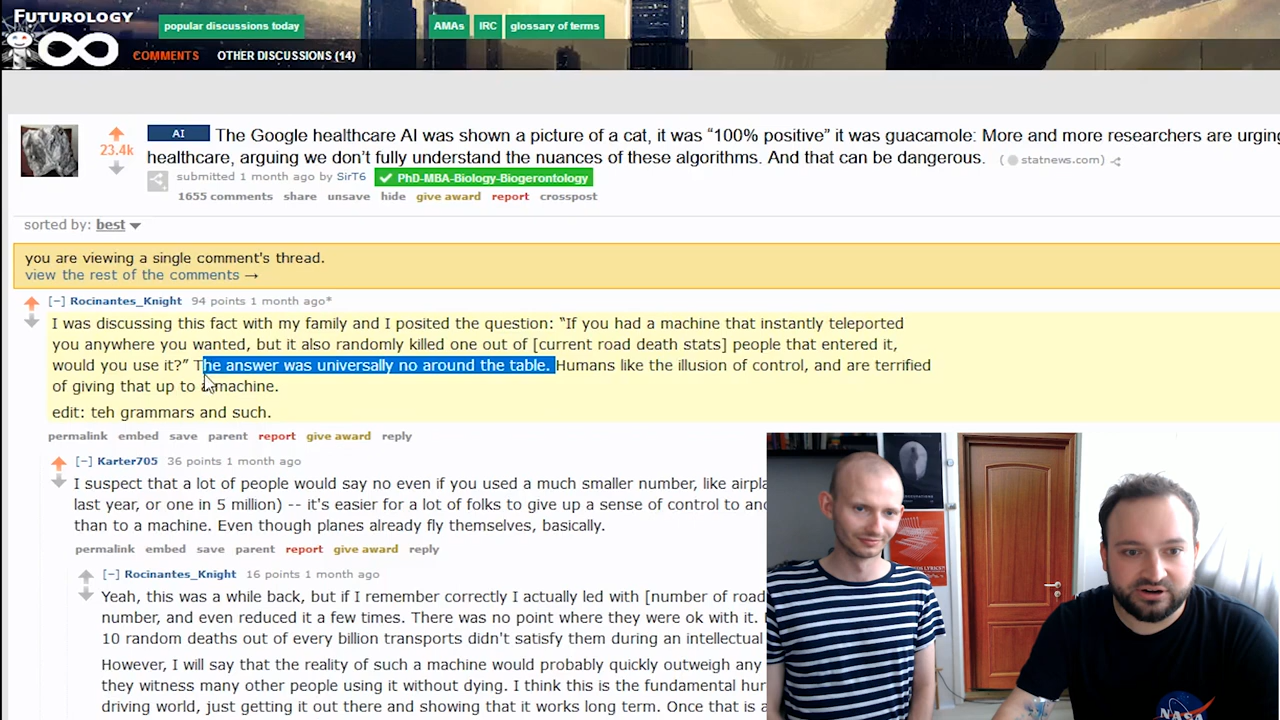 FUTUROLOGY
popular discussions today
AMAs
IRC
glossary of terms
COMMENTS
OTHER DISCUSSIONS (14)
23.4k
AI
The Google healthcare AI was shown a picture of a cat, it was “100% positive” it was guacamole: More and more researchers are urging
healthcare, arguing we don’t fully understand the nuances of these algorithms. And that can be dangerous. ( statnews.com)
submitted 1 month ago by SirT6 PhD-MBA-Biology-Biogerontology
1655 comments share unsave hide give award report crosspost
sorted by: best
you are viewing a single comment's thread.
view the rest of the comments →
[–] Rocinantes_Knight 94 points 1 month ago*
I was discussing this fact with my family and I posited the question: “If you had a machine that instantly teleported
you anywhere you wanted, but it also randomly killed one out of [current road death stats] people that entered it,
would you use it?” The answer was universally no around the table. Humans like the illusion of control, and are terrified
of giving that up to a machine.
edit: teh grammars and such.
permalink embed save parent report give award reply
[–] Karter705 36 points 1 month ago
I suspect that a lot of people would say no even if you used a much smaller number, like airpla
last year, or one in 5 million) -- it's easier for a lot of folks to give up a sense of control to
than to a machine. Even though planes already fly themselves, basically.
permalink embed save parent report give award reply
[–] Rocinantes_Knight 16 points 1 month ago
Yeah, this was a while back, but if I remember correctly I actually led with [number of road
number, and even reduced it a few times. There was no point where they were ok with it.
10 random deaths out of every billion transports didn't satisfy them during an intellectual
However, I will say that the reality of such a machine would probably quickly outweigh any
they witness many other people using it without dying. I think this is the fundamental hur
driving world, just getting it out there and showing that it works long term. Once that is a
NASA